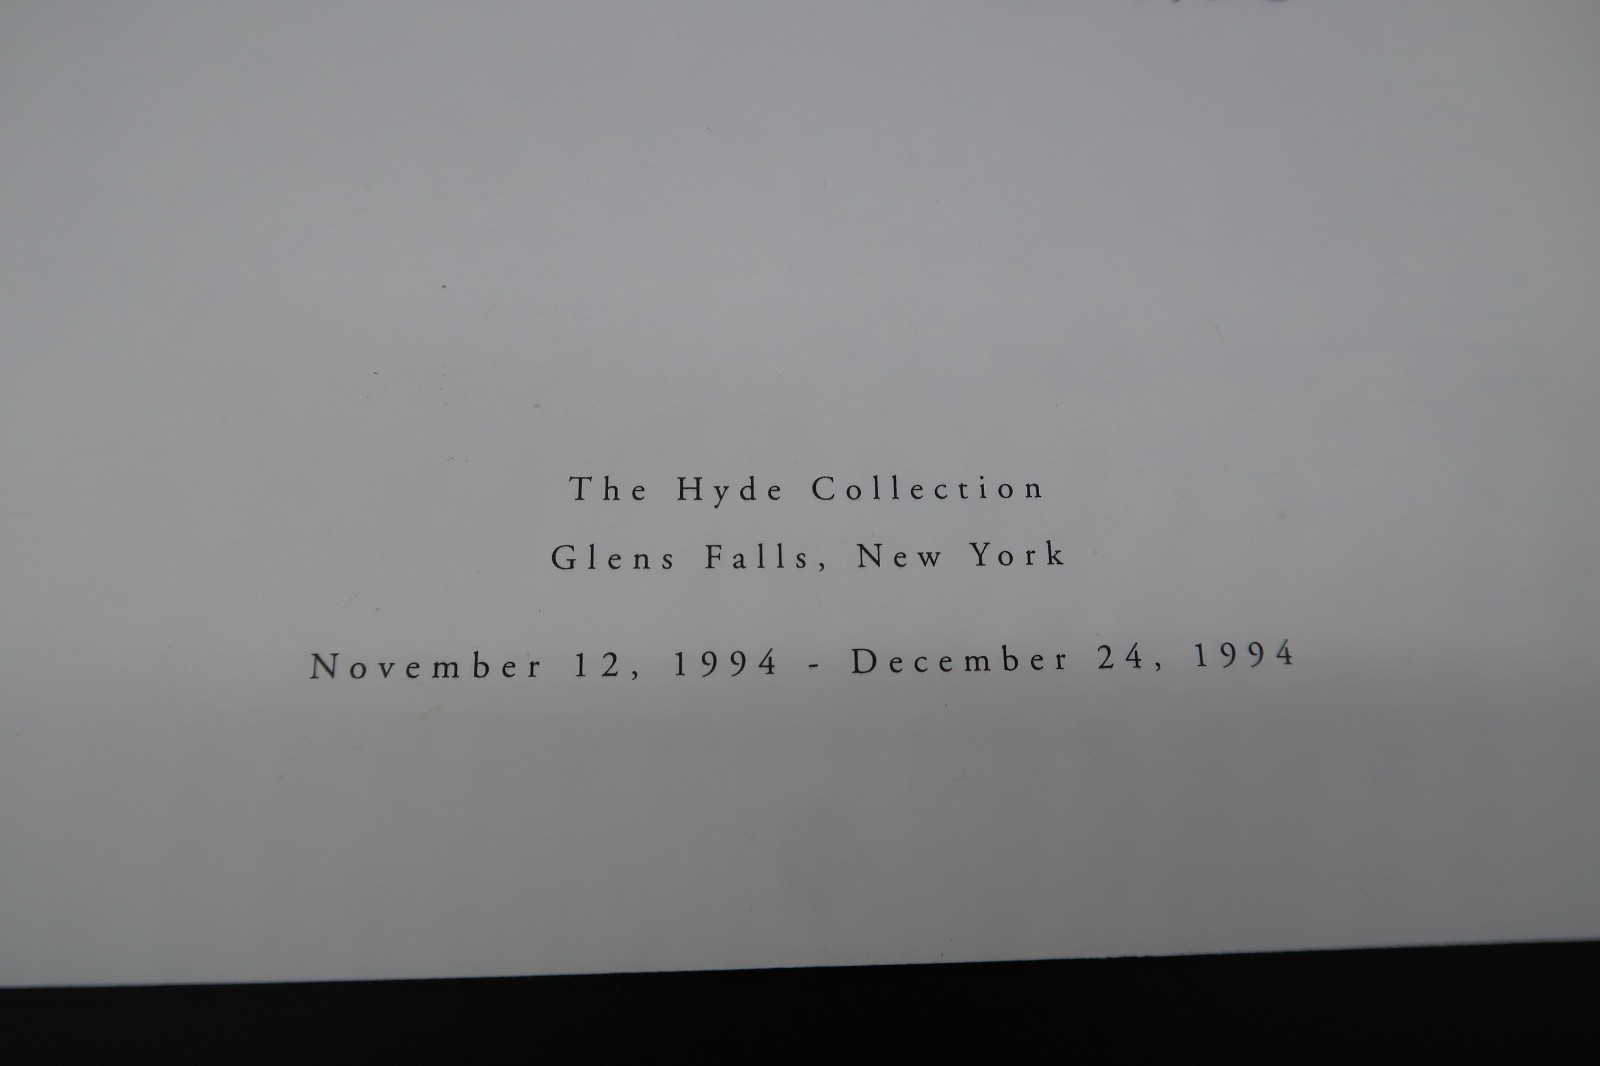 The Hyde Collection
Glens Falls, New York
November 12, 1994 - December 24, 1994